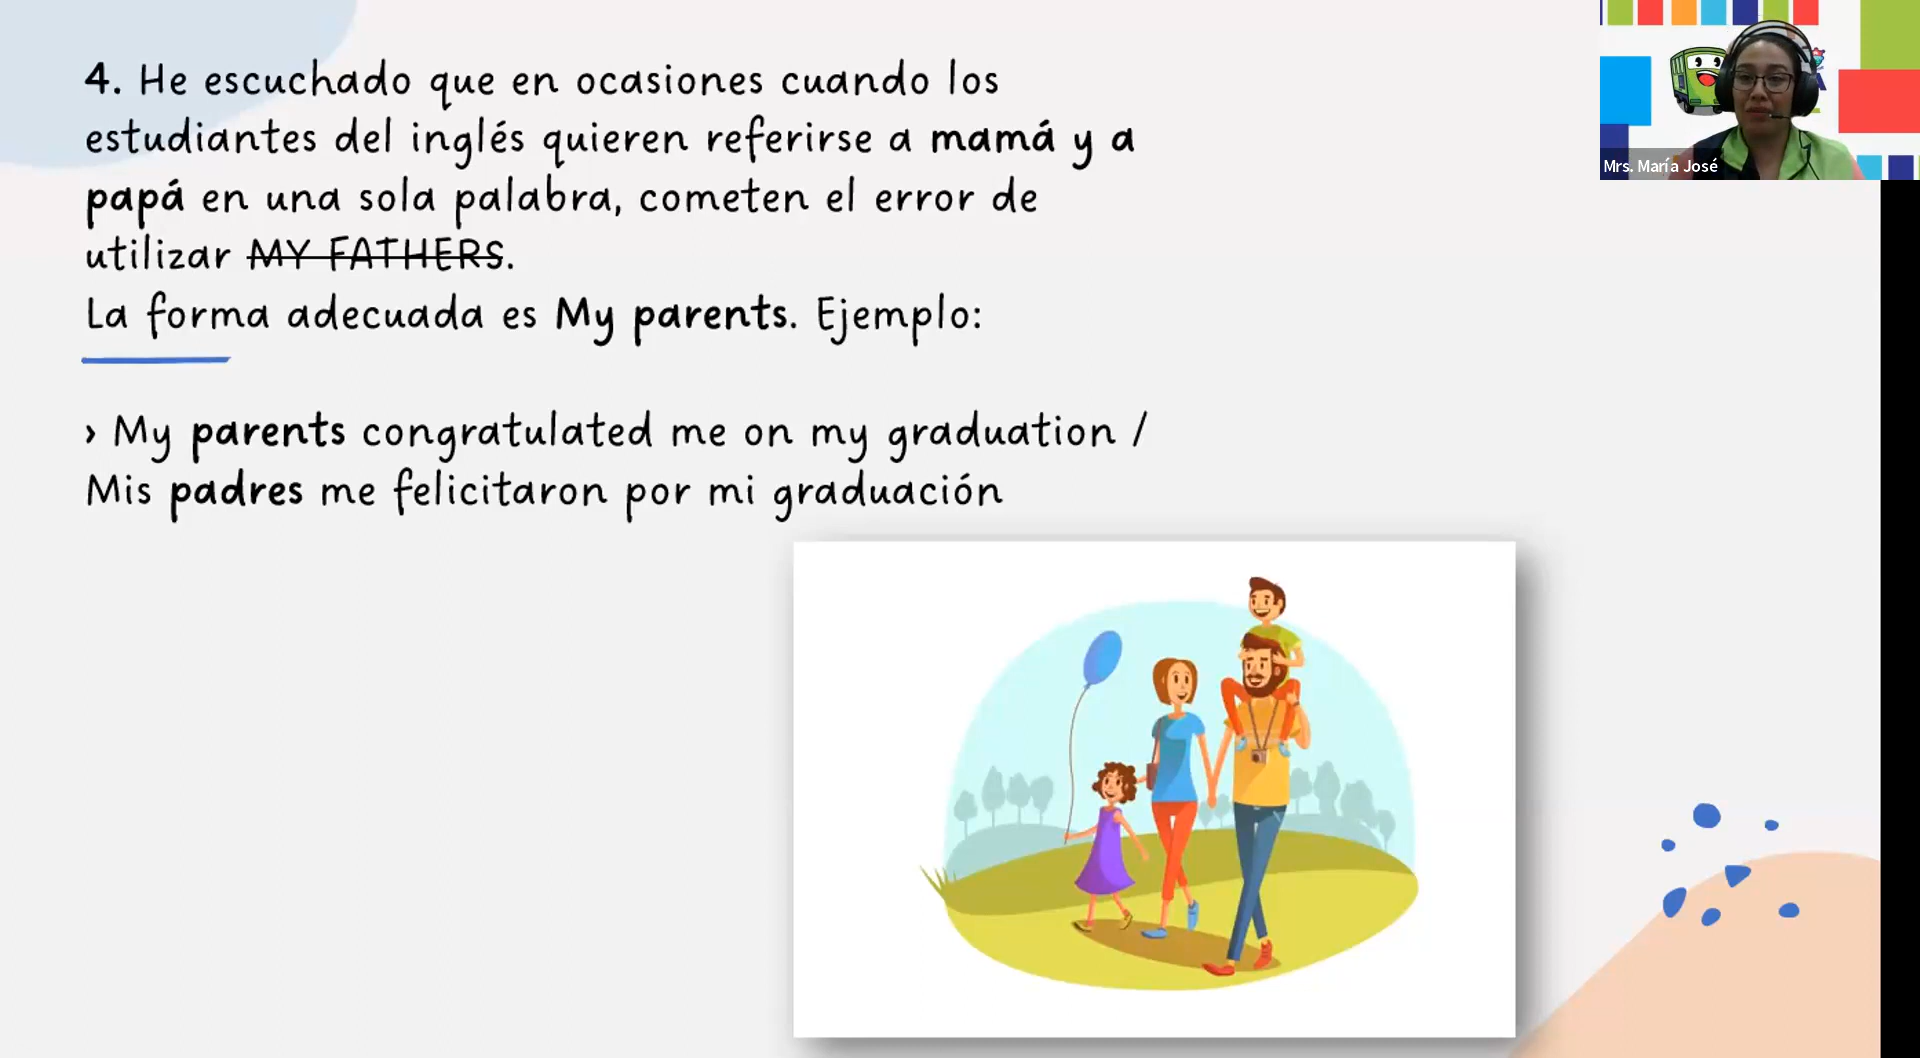 4. He escuchado que en ocasiones cuando los
estudiantes del inglés quieren referirse a mamá y a
papá en una sola palabra, cometen el error de
utilizar MY FATHERS.
La forma adecuada es My parents. Ejemplo:
› My parents congratulated me on my graduation /
Mis padres me felicitaron por mi graduación
Mrs. María José